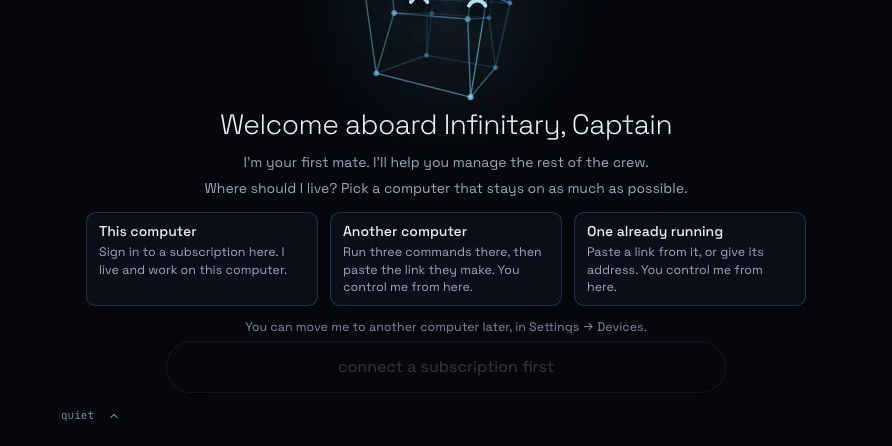 Welcome aboard Infinitary, Captain
I'm your first mate. I'll help you manage the rest of the crew.
Where should I live? Pick a computer that stays on as much as possible.
This computer
Sign in to a subscription here. I
live and work on this computer.
Another computer
Run three commands there, then
paste the link they make. You
control me from here.
One already running
Paste a link from it, or give its
address. You control me from
here.
You can move me to another computer later, in Settings → Devices.
connect a subscription first
quiet